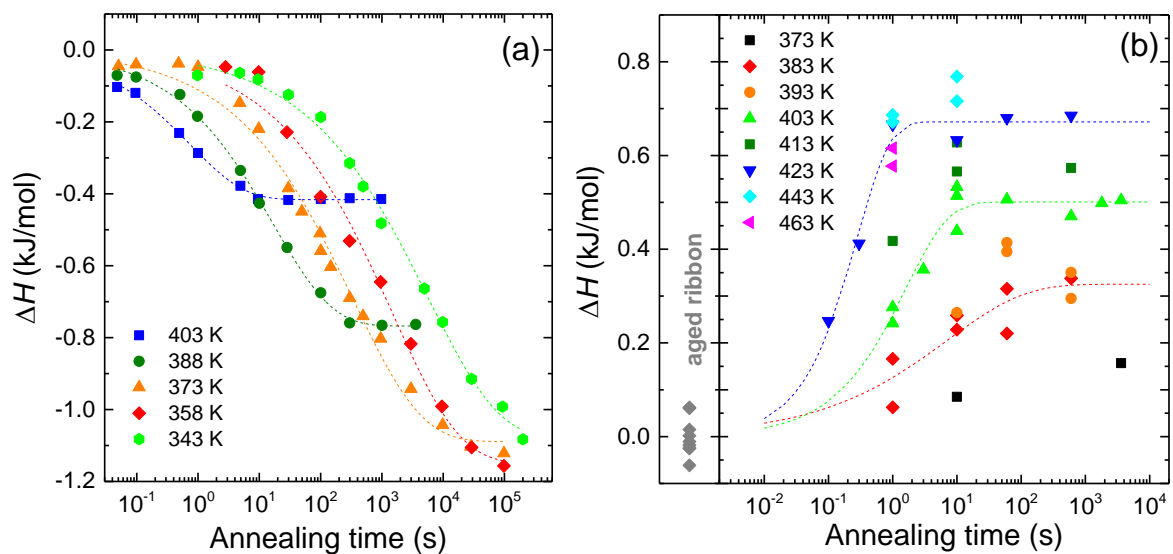 (a)
ΔH (kJ/mol)
0.0
-0.2
-0.4
-0.6
-0.8
-1.0
-1.2
403 K
388 K
373 K
358 K
343 K
10⁻¹ 10⁰ 10¹ 10² 10³ 10⁴ 10⁵
Annealing time (s)
(b)
ΔH (kJ/mol)
0.8
0.6
0.4
0.2
0.0
aged ribbon
373 K
383 K
393 K
403 K
413 K
423 K
443 K
463 K
10⁻² 10⁻¹ 10⁰ 10¹ 10² 10³ 10⁴
Annealing time (s)